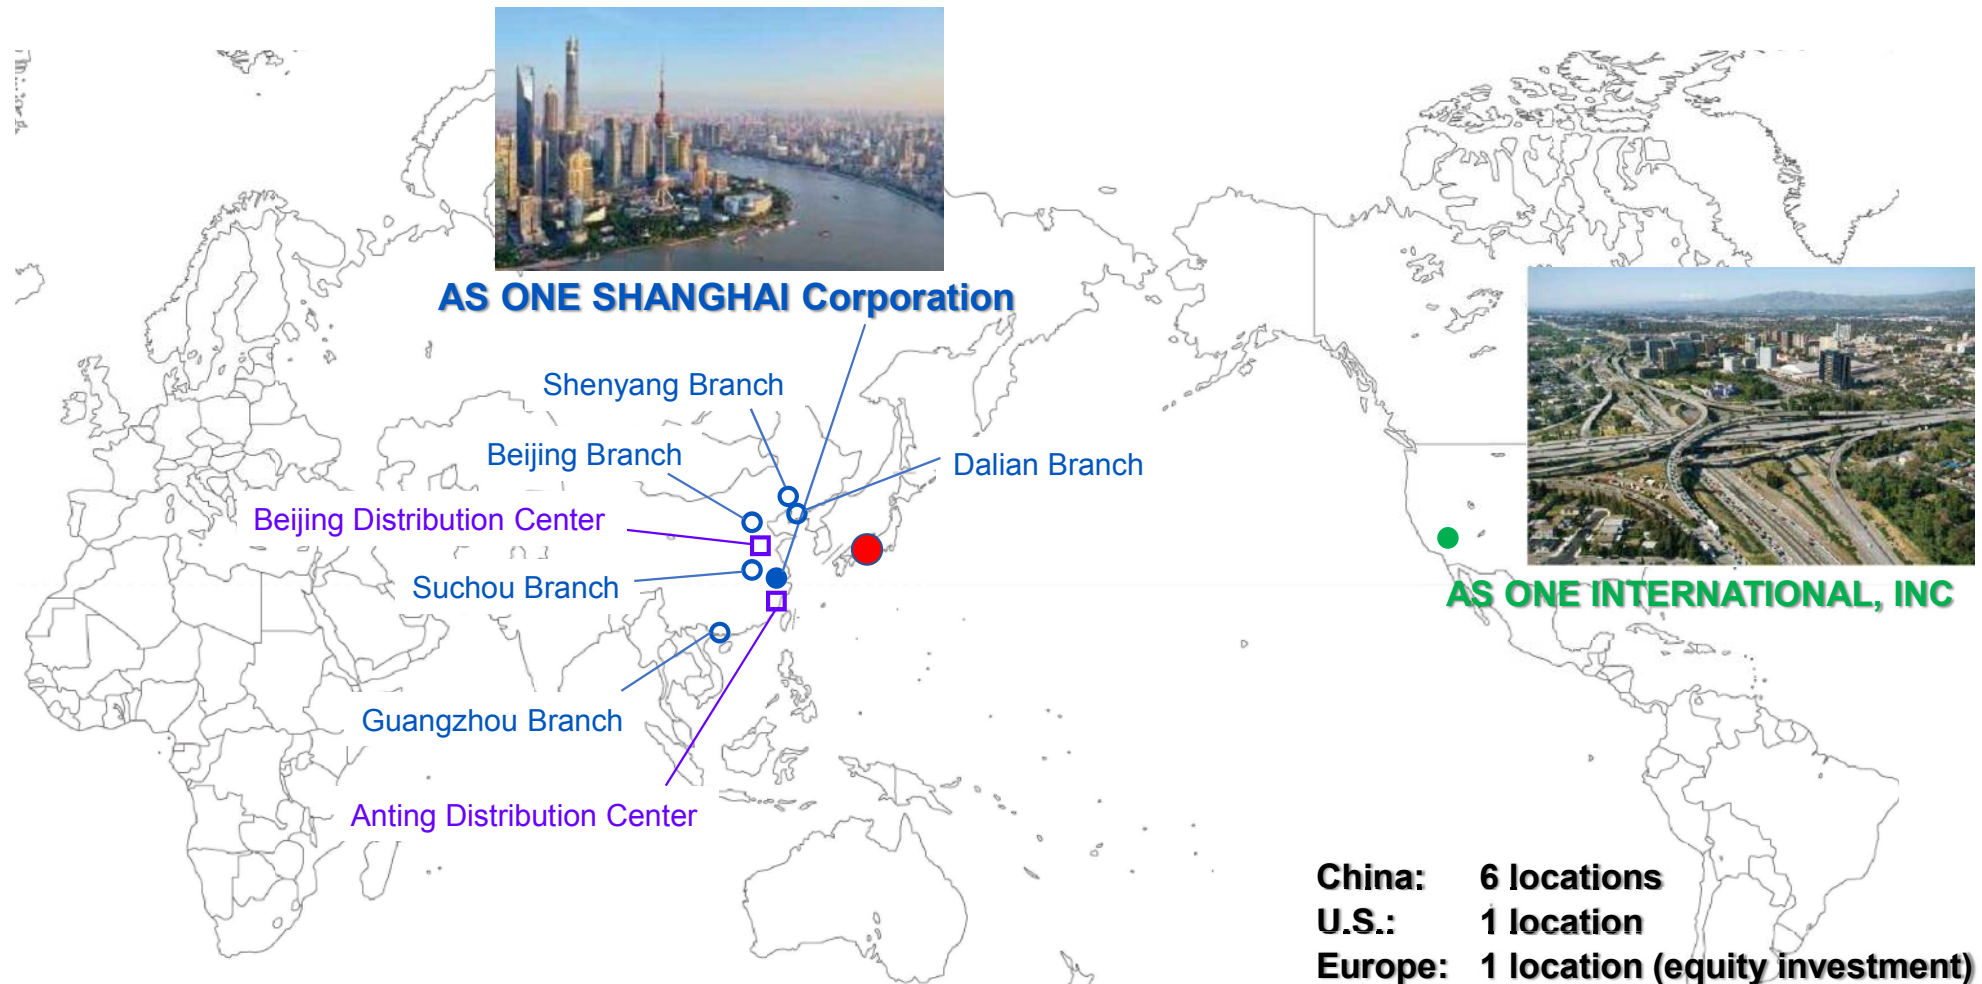 AS ONE SHANGHAI Corporation
Shenyang Branch
Beijing Branch
Dalian Branch
Beijing Distribution Center
Suchou Branch
AS ONE INTERNATIONAL, INC
Guangzhou Branch
Anting Distribution Center
China: 6 locations
U.S.: 1 location
Europe: 1 location (equity investment)